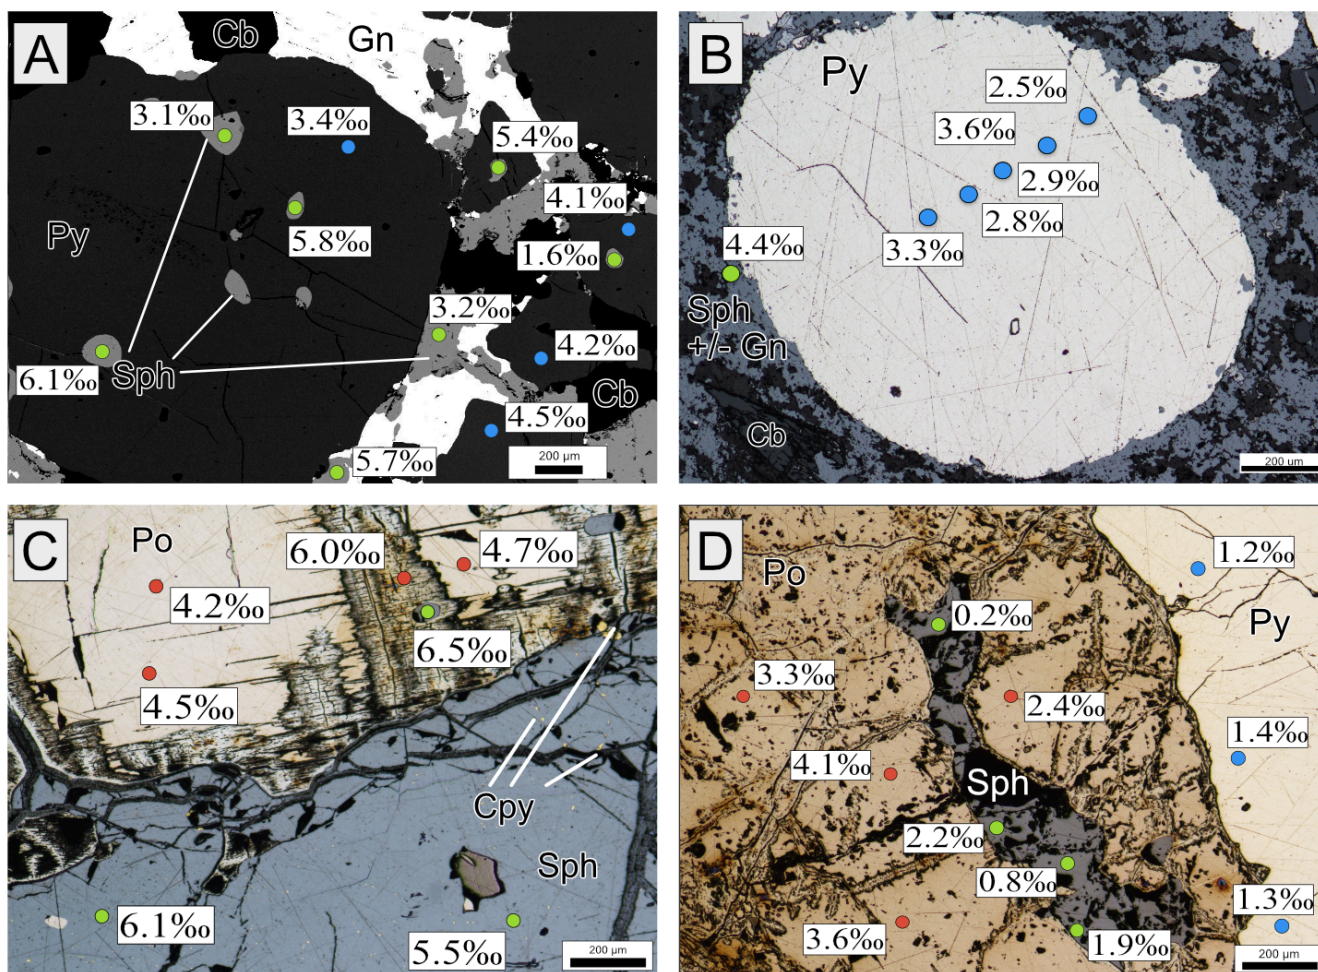 A
Cb
Gn
3.1‰
3.4‰
5.4‰
4.1‰
Py
5.8‰
1.6‰
3.2‰
6.1‰
Sph
4.2‰
Cb
4.5‰
5.7‰
200 µm
B
Py
2.5‰
3.6‰
2.9‰
2.8‰
3.3‰
4.4‰
Sph
+/- Gn
Cb
200 µm
C
Po
6.0‰
4.7‰
4.2‰
6.5‰
4.5‰
Cpy
Sph
6.1‰
5.5‰
200 µm
D
Po
1.2‰
0.2‰
Py
3.3‰
2.4‰
1.4‰
4.1‰
Sph
2.2‰
0.8‰
3.6‰
1.9‰
1.3‰
200 µm